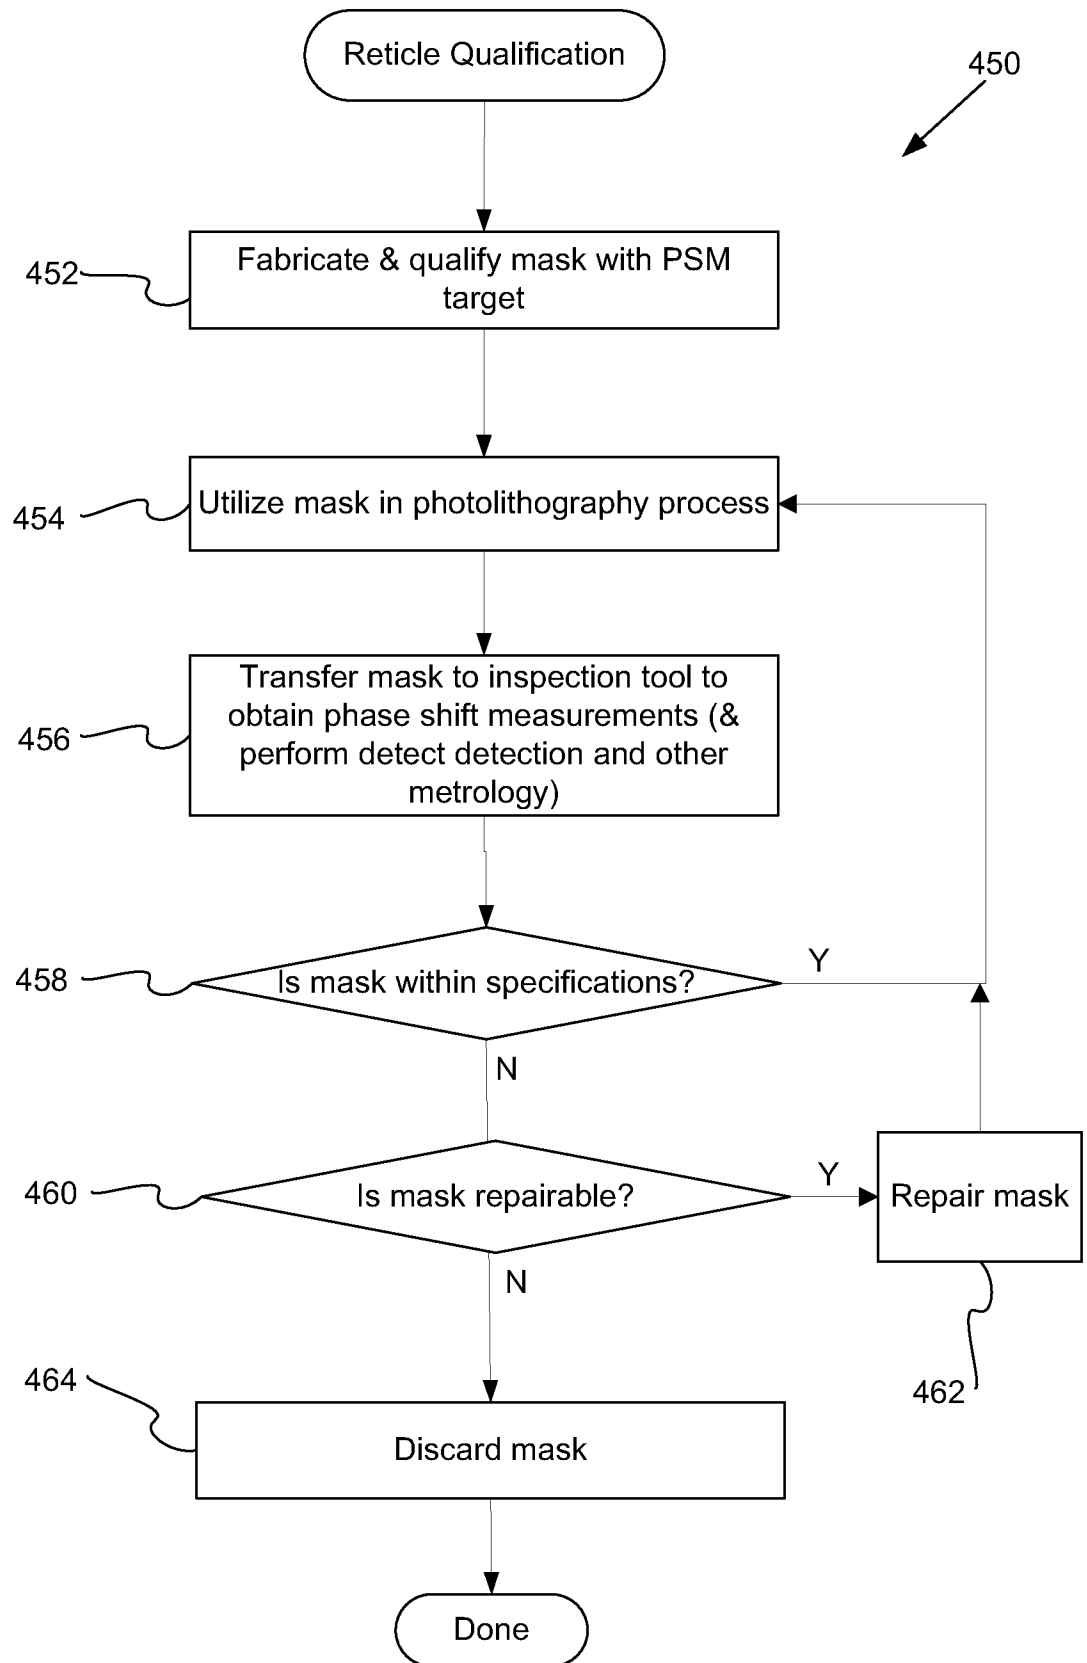 Reticle Qualification
450
452
Fabricate & qualify mask with PSM
target
454
Utilize mask in photolithography process
456
Transfer mask to inspection tool to
obtain phase shift measurements (&
perform detect detection and other
metrology)
458
Is mask within specifications?
Y
N
460
Is mask repairable?
Y
Repair mask
N
462
464
Discard mask
Done